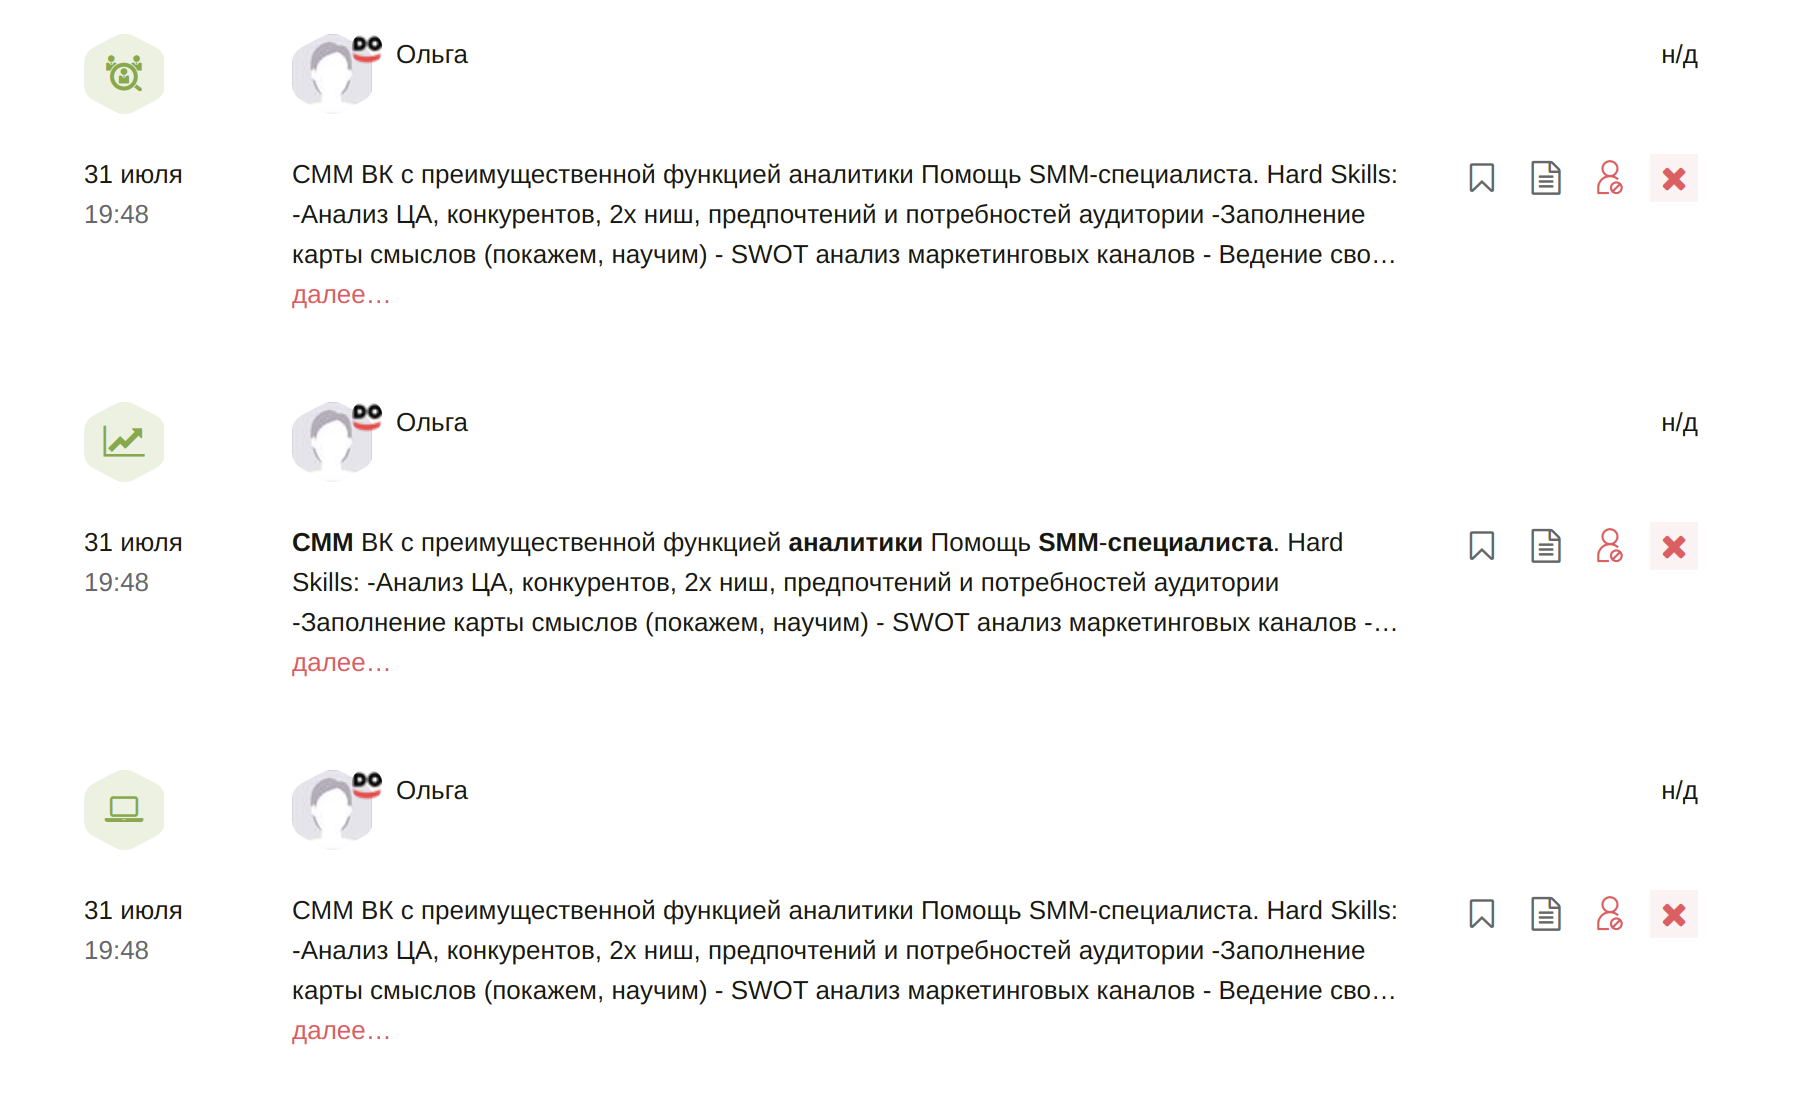 Ольга
н/д
31 июля
19:48
СММ ВК с преимущественной функцией аналитики Помощь SMM-специалиста. Hard Skills:
-Анализ ЦА, конкурентов, 2х ниш, предпочтений и потребностей аудитории -Заполнение
карты смыслов (покажем, научим) - SWOT анализ маркетинговых каналов - Ведение сво…
далее…
Ольга
н/д
31 июля
19:48
СММ ВК с преимущественной функцией аналитики Помощь SMM-специалиста. Hard
Skills: -Анализ ЦА, конкурентов, 2х ниш, предпочтений и потребностей аудитории
-Заполнение карты смыслов (покажем, научим) - SWOT анализ маркетинговых каналов -…
далее…
Ольга
н/д
31 июля
19:48
СММ ВК с преимущественной функцией аналитики Помощь SMM-специалиста. Hard Skills:
-Анализ ЦА, конкурентов, 2х ниш, предпочтений и потребностей аудитории -Заполнение
карты смыслов (покажем, научим) - SWOT анализ маркетинговых каналов - Ведение сво…
далее…